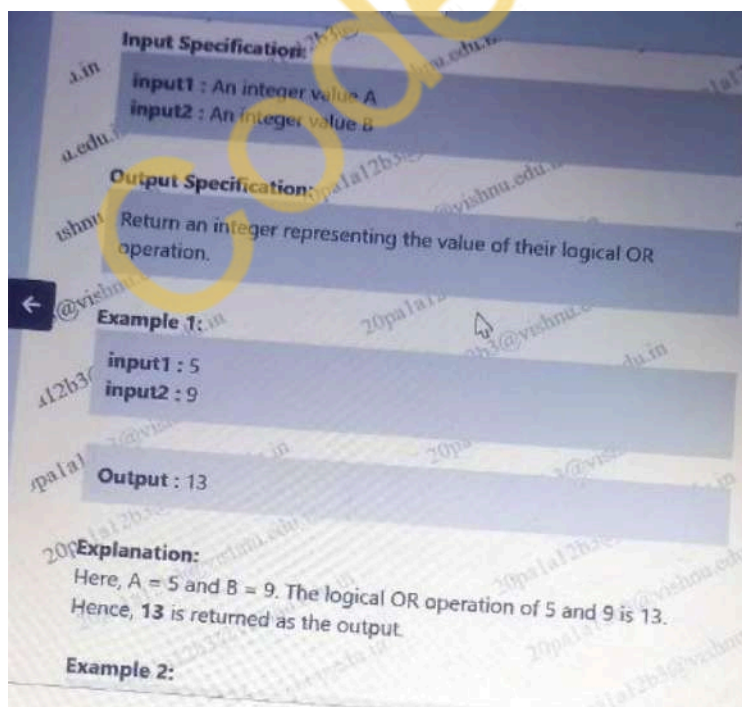 Code
Input Specification:
input1 : An integer value A
input2 : An integer value B
Output Specification:
Return an integer representing the value of their logical OR
operation.
Example 1:
input1 : 5
input2 : 9
Output : 13
Explanation:
Here, A = 5 and B = 9. The logical OR operation of 5 and 9 is 13.
Hence, 13 is returned as the output.
Example 2: